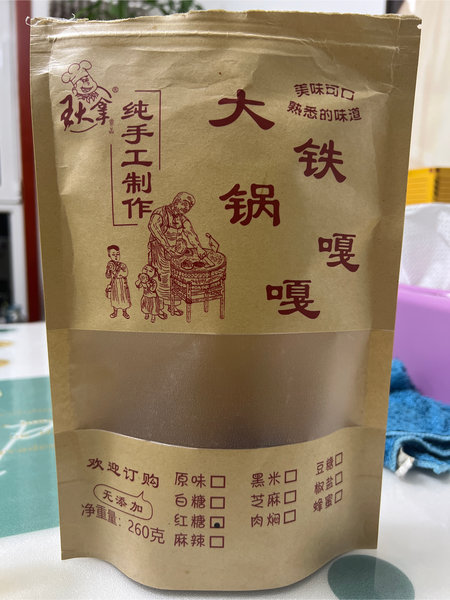 王大拿®
纯手工制作
美味可口
熟悉的味道
大铁锅嘎嘎
欢迎订购
无添加
净重量: 260克
原味□
白糖□
红糖□
麻辣□
黑米□
芝麻□
肉焖□
豆糖□
椒盐□
蜂蜜□